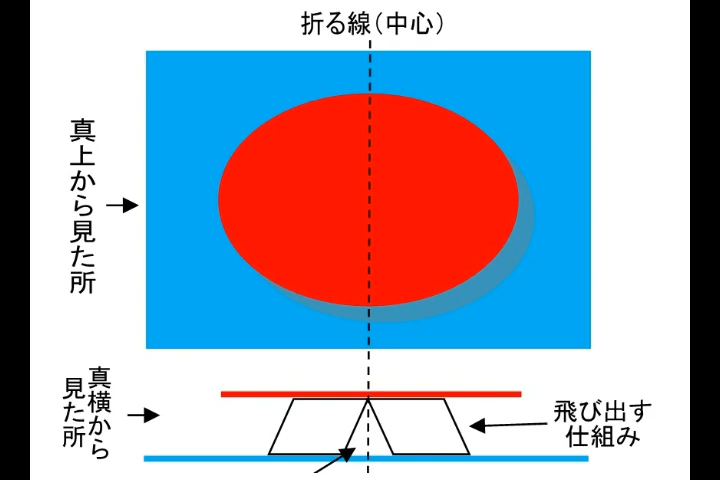 折る線（中心）
真上から見た所
真横から
見た所
飛び出す
仕組み